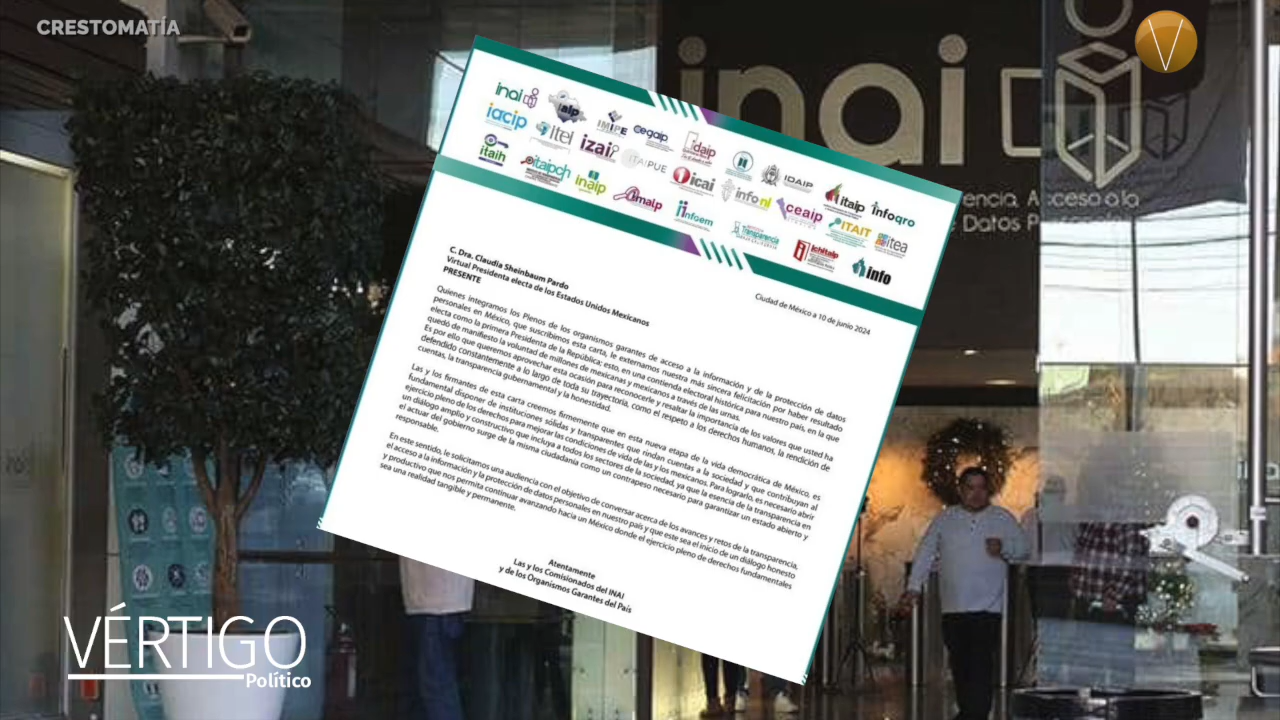 CRESTOMATÍA
V
inai
encia, Acceso a la
inai
iacip
IMIPE
cegaip
idaip
IDAIP
itaip
infoqro
itaih
itei
izai
ITAIPUE
icai
info nl
ceaip
ITAIT
itea
itaipch
inaip
imaip
infoem
Transparencia
ichitaip
info
Ciudad de México a 10 de junio 2024
C. Dra. Claudia Sheinbaum Pardo
Virtual Presidenta electa de los Estados Unidos Mexicanos
PRESENTE
Quienes integramos los Plenos de los organismos garantes de acceso a la información y de la protección de datos
personales en México, que suscribimos esta carta, le externamos nuestra más sincera felicitación por haber resultado
electa como la primera Presidenta de la República; esto, en una contienda electoral histórica para nuestro país, en la que
quedó de manifiesto la voluntad de millones de mexicanas y mexicanos a través de las urnas.
Es por ello que queremos aprovechar esta ocasión para reconocerle y resaltar la importancia de los valores que usted ha
defendido constantemente a lo largo de toda su trayectoria, como el respeto a los derechos humanos, la rendición de
cuentas, la transparencia gubernamental y la honestidad.
Las y los firmantes de esta carta creemos firmemente que en esta nueva etapa de la vida democrática de México, es
fundamental disponer de instituciones sólidas y transparentes que rindan cuentas a la sociedad y que contribuyan al
ejercicio pleno de los derechos para mejorar las condiciones de vida de las y los mexicanos. Para lograrlo, es necesario abrir
un diálogo amplio y constructivo que incluya a todos los sectores de la sociedad, ya que la esencia de la transparencia en
el actuar del gobierno surge de la misma ciudadanía como un contrapeso necesario para garantizar un estado abierto y
responsable.
En este sentido, le solicitamos una audiencia con el objetivo de conversar acerca de los avances y retos de la transparencia,
el acceso a la información y la protección de datos personales en nuestro país y que este sea el inicio de un diálogo honesto
y productivo que nos permita continuar avanzando hacia un México donde el ejercicio pleno de derechos fundamentales
sea una realidad tangible y permanente.
Atentamente
Las y los Comisionados del INAI
y de los Organismos Garantes del País
VÉRTIGO
Político